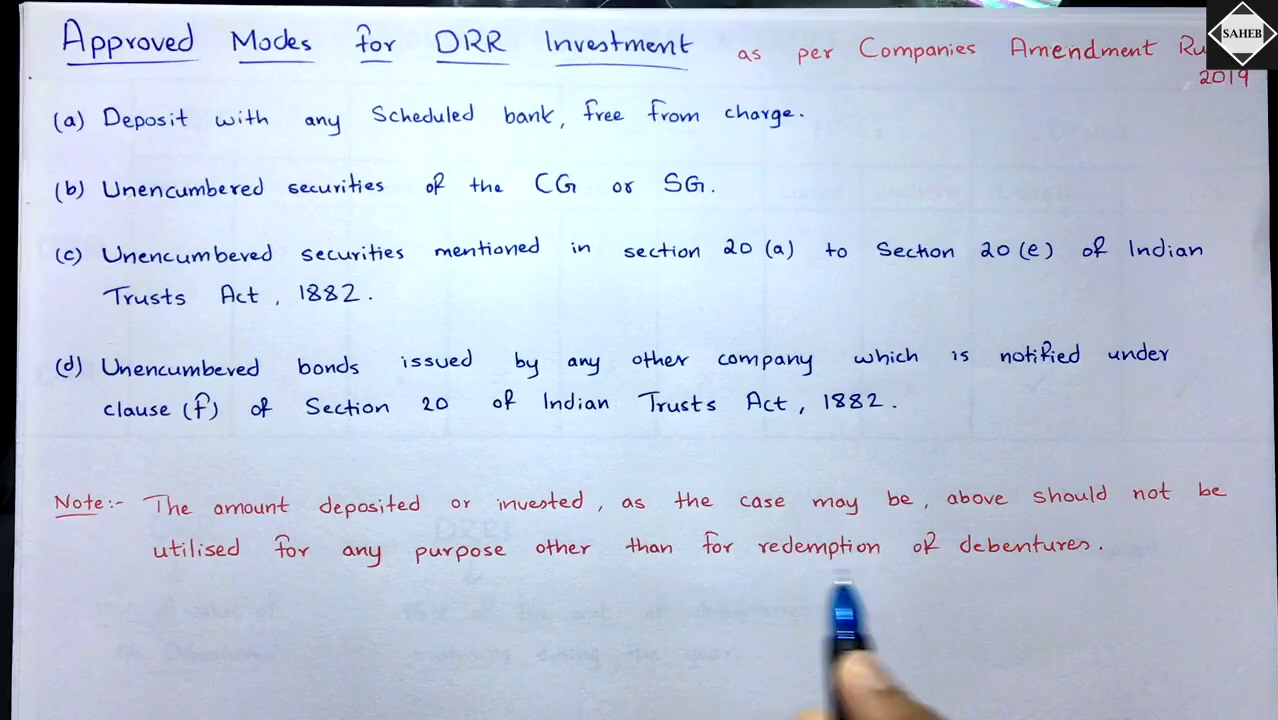 Approved Modes for DRR Investment as per Companies Amendment Ru
2019
SAHEB
(a) Deposit with any Scheduled bank, free from charge.
(b) Unencumbered securities of the CG or SG.
(c) Unencumbered securities mentioned in section 20 (a) to Section 20 (e) of Indian
Trusts Act, 1882.
(d) Unencumbered bonds issued by any other company which is notified under
clause (f) of Section 20 of Indian Trusts Act, 1882.
Note:- The amount deposited or invested, as the case may be, above should not be
utilised for any purpose other than for redemption of debentures.